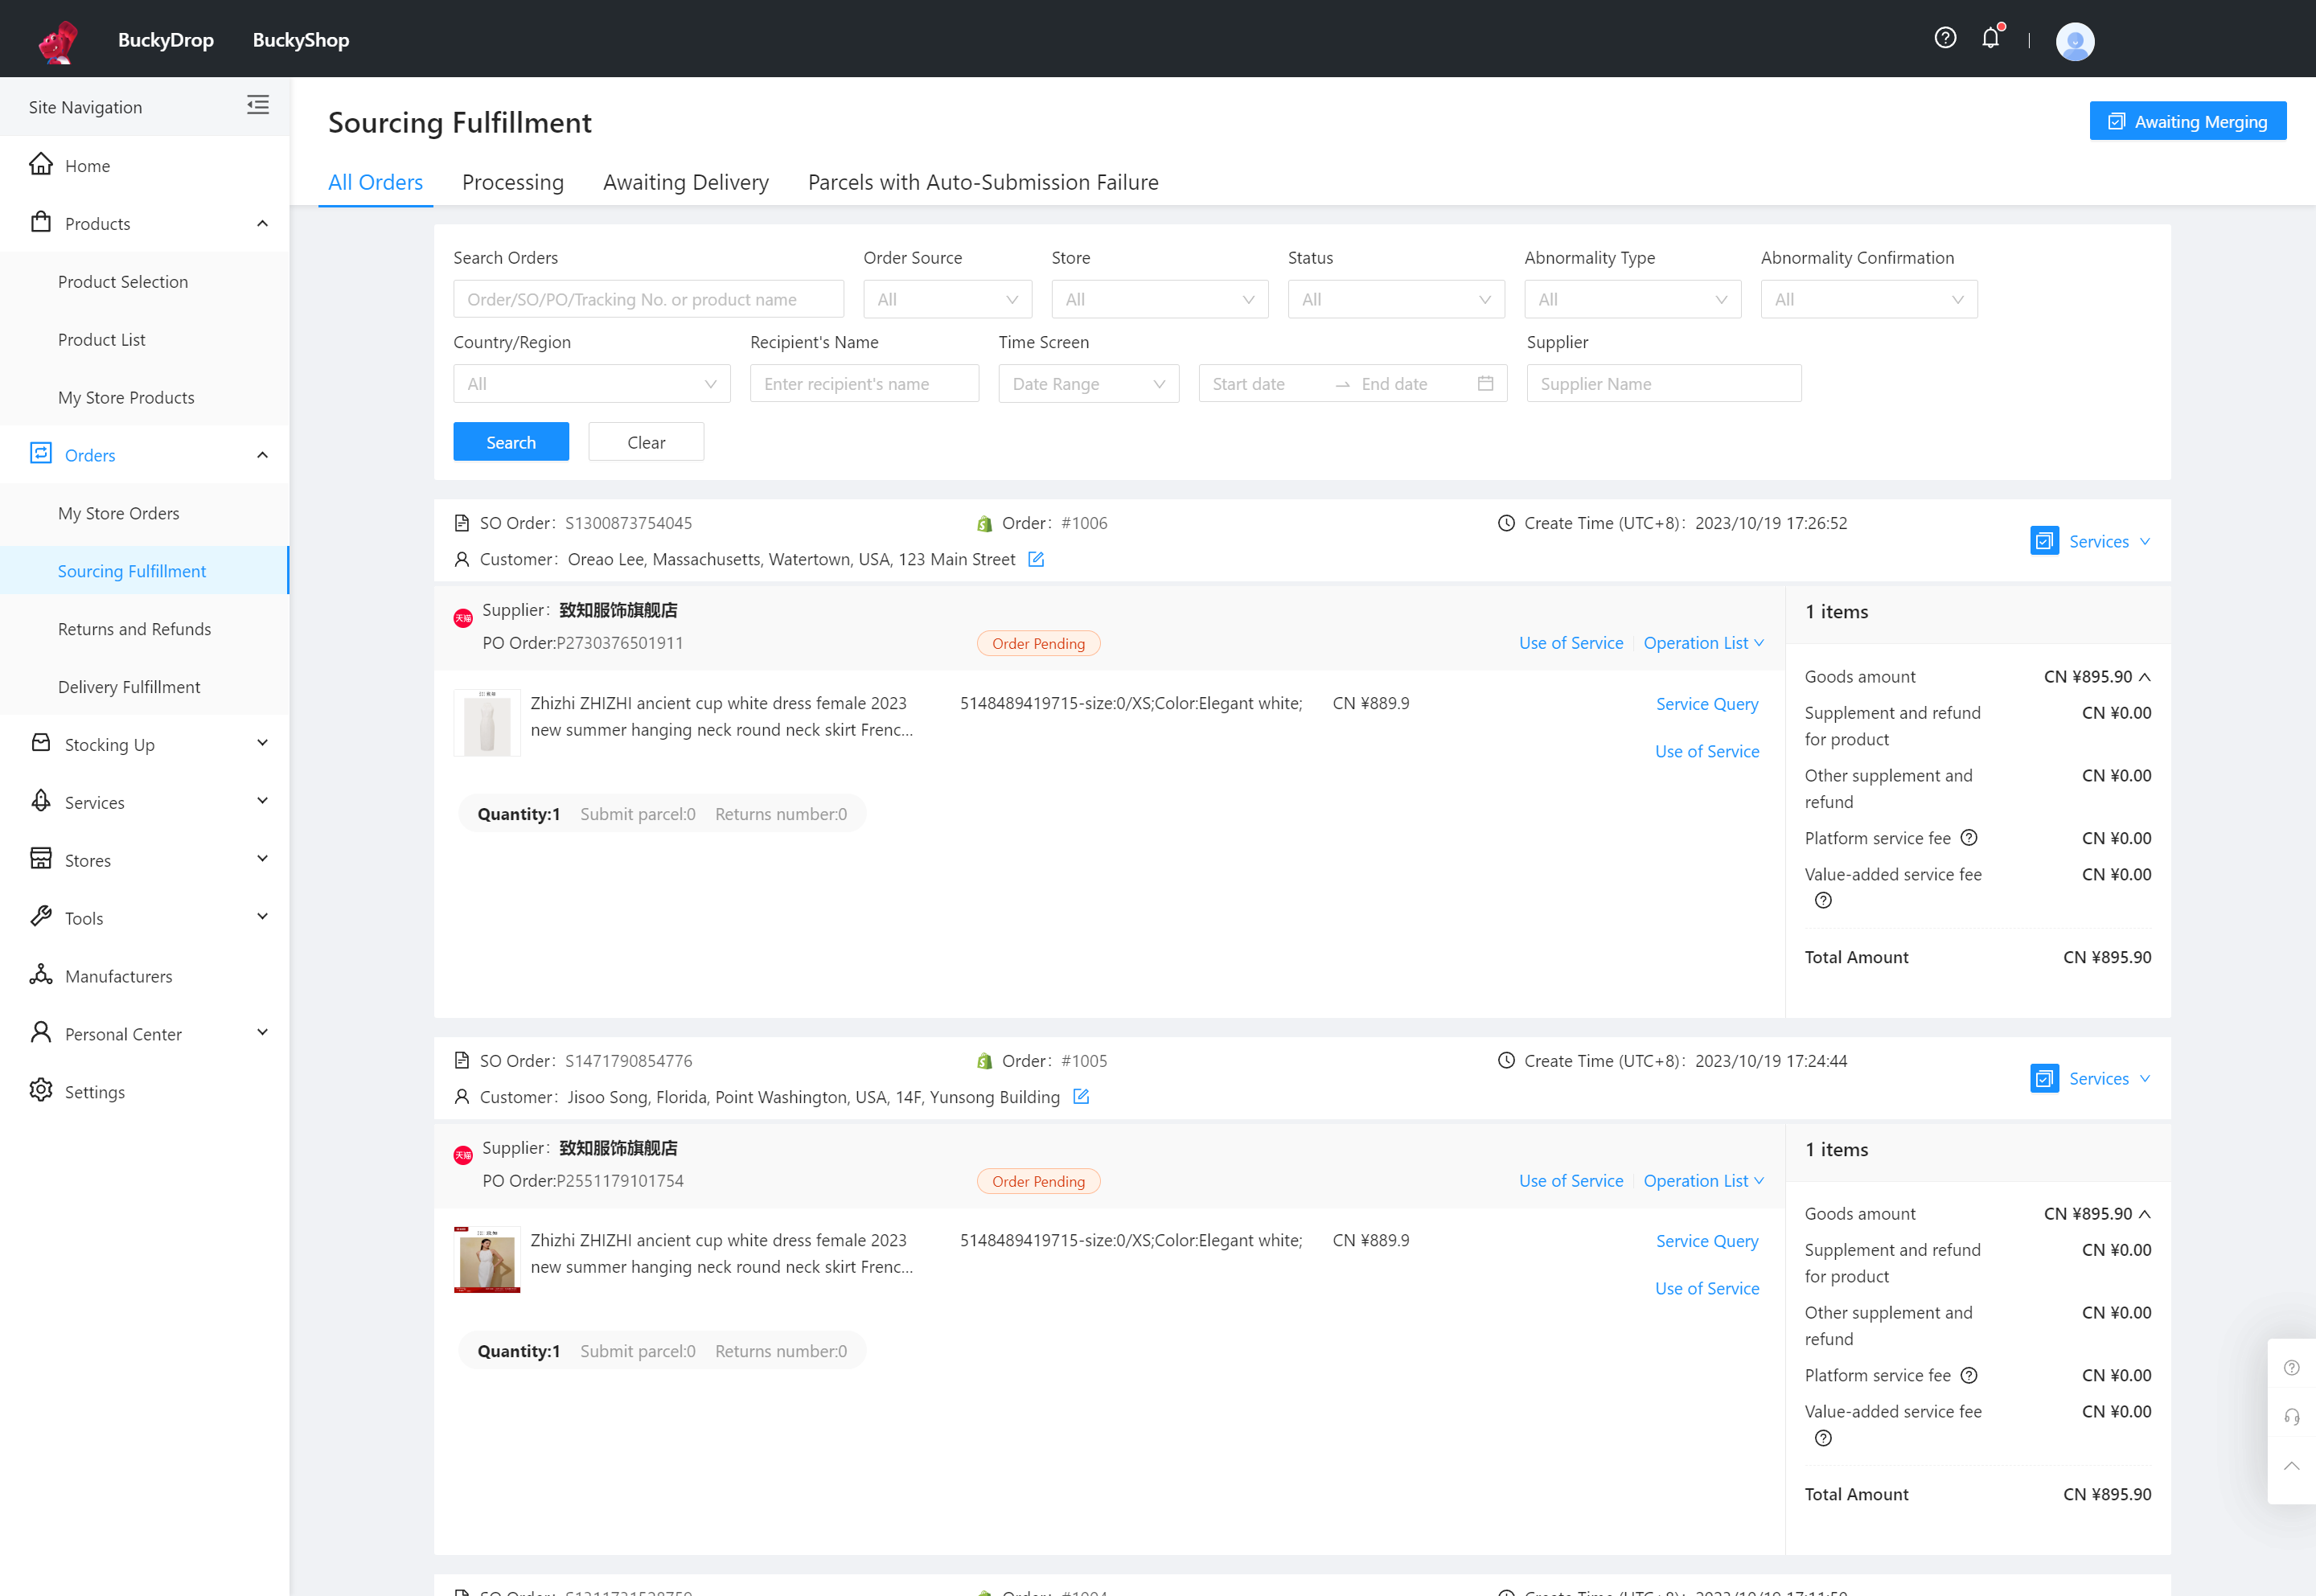 BuckyDrop BuckyShop
Site Navigation
Home
Products
Product Selection
Product List
My Store Products
Orders
My Store Orders
Sourcing Fulfillment
Returns and Refunds
Delivery Fulfillment
Stocking Up
Services
Stores
Tools
Manufacturers
Personal Center
Settings
Sourcing Fulfillment
Awaiting Merging
All Orders Processing Awaiting Delivery Parcels with Auto-Submission Failure
Search Orders Order Source Store Status Abnormality Type Abnormality Confirmation
Order/SO/PO/Tracking No. or product name All All All All All
Country/Region Recipient's Name Time Screen Supplier
All Enter recipient's name Date Range Start date → End date Supplier Name
Search Clear
SO Order: S1300873754045 Order: #1006 Create Time (UTC+8): 2023/10/19 17:26:52
Services
Customer: Oreao Lee, Massachusetts, Watertown, USA, 123 Main Street
天猫
Supplier: 致知服饰旗舰店
PO Order:P2730376501911 Order Pending Use of Service Operation List
Zhizhi ZHIZHI ancient cup white dress female 2023
new summer hanging neck round neck skirt Frenc...
5148489419715-size:0/XS;Color:Elegant white; CN ¥889.9
Service Query
Use of Service
Quantity:1 Submit parcel:0 Returns number:0
1 items
Goods amount CN ¥895.90
Supplement and refund
for product
CN ¥0.00
Other supplement and
refund
CN ¥0.00
Platform service fee CN ¥0.00
Value-added service fee CN ¥0.00
Total Amount CN ¥895.90
SO Order: S1471790854776 Order: #1005 Create Time (UTC+8): 2023/10/19 17:24:44
Services
Customer: Jisoo Song, Florida, Point Washington, USA, 14F, Yunsong Building
天猫
Supplier: 致知服饰旗舰店
PO Order:P2551179101754 Order Pending Use of Service Operation List
Zhizhi ZHIZHI ancient cup white dress female 2023
new summer hanging neck round neck skirt Frenc...
5148489419715-size:0/XS;Color:Elegant white; CN ¥889.9
Service Query
Use of Service
Quantity:1 Submit parcel:0 Returns number:0
1 items
Goods amount CN ¥895.90
Supplement and refund
for product
CN ¥0.00
Other supplement and
refund
CN ¥0.00
Platform service fee CN ¥0.00
Value-added service fee CN ¥0.00
Total Amount CN ¥895.90